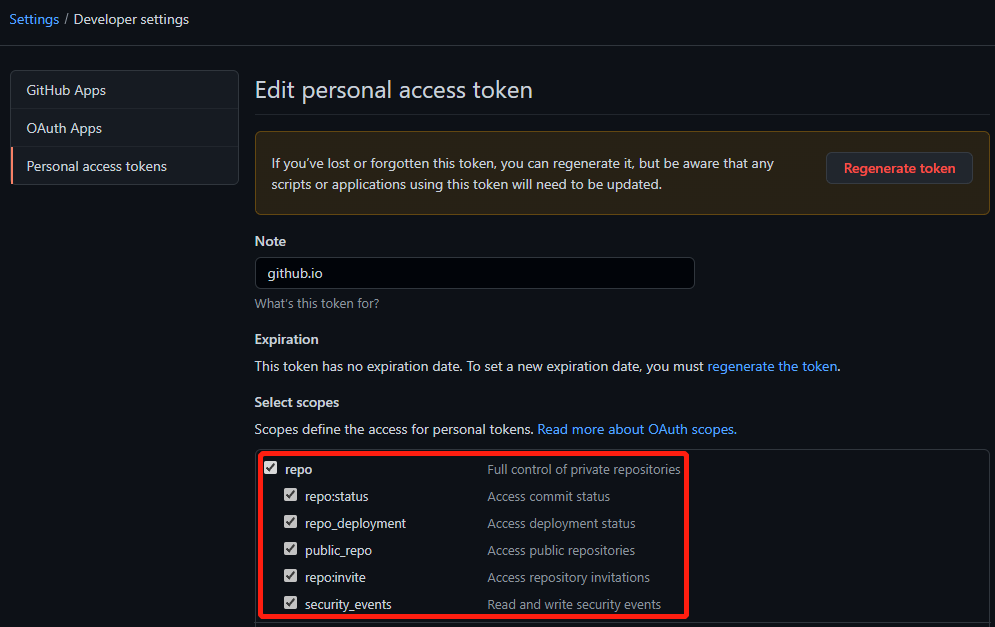 Settings / Developer settings
GitHub Apps
OAuth Apps
Personal access tokens
Edit personal access token
If you've lost or forgotten this token, you can regenerate it, but be aware that any
scripts or applications using this token will need to be updated.
Regenerate token
Note
github.io
What's this token for?
Expiration
This token has no expiration date. To set a new expiration date, you must regenerate the token.
Select scopes
Scopes define the access for personal tokens. Read more about OAuth scopes.
repo Full control of private repositories
repo:status Access commit status
repo_deployment Access deployment status
public_repo Access public repositories
repo:invite Access repository invitations
security_events Read and write security events